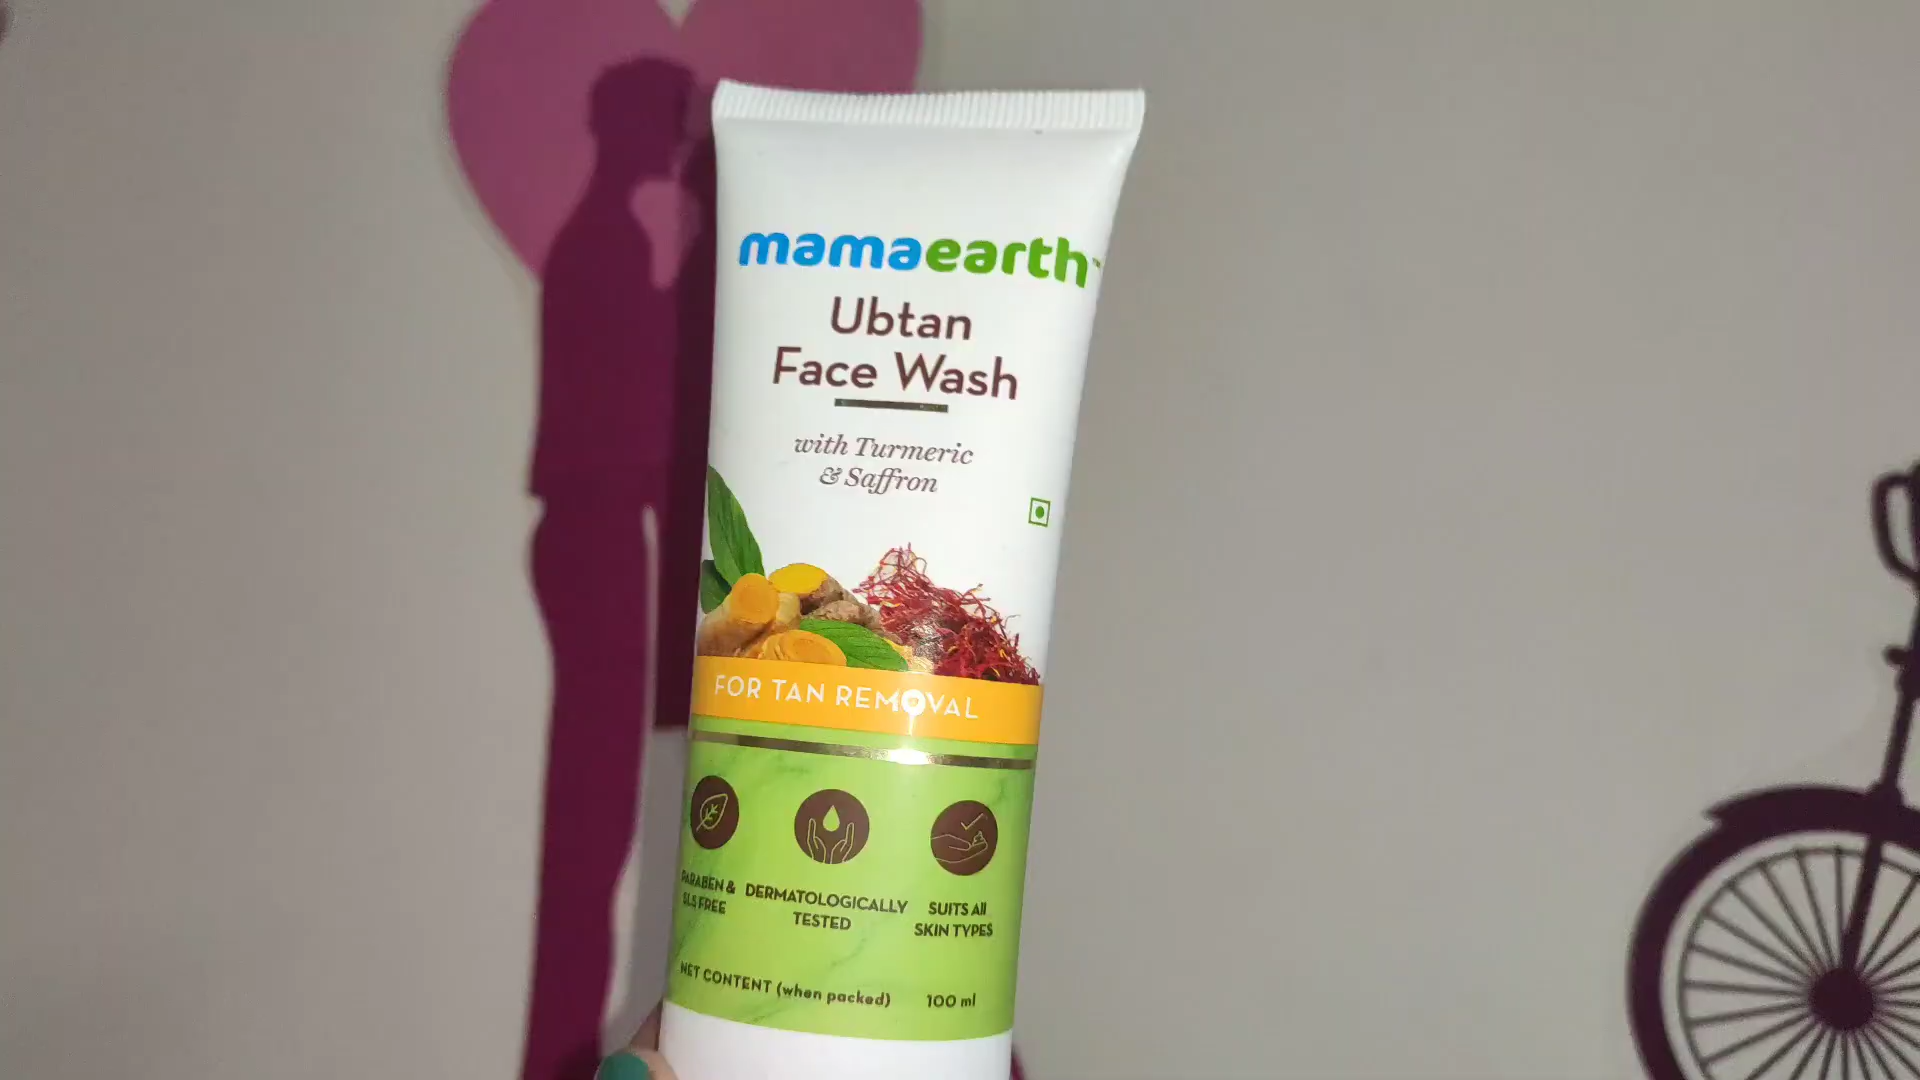 mamaearth™
Ubtan
Face Wash
with Turmeric
& Saffron
FOR TAN REMOVAL
PARABEN &
SLS FREE
DERMATOLOGICALLY
TESTED
SUITS All
SKIN TYPES
NET CONTENT (when packed) 100 ml